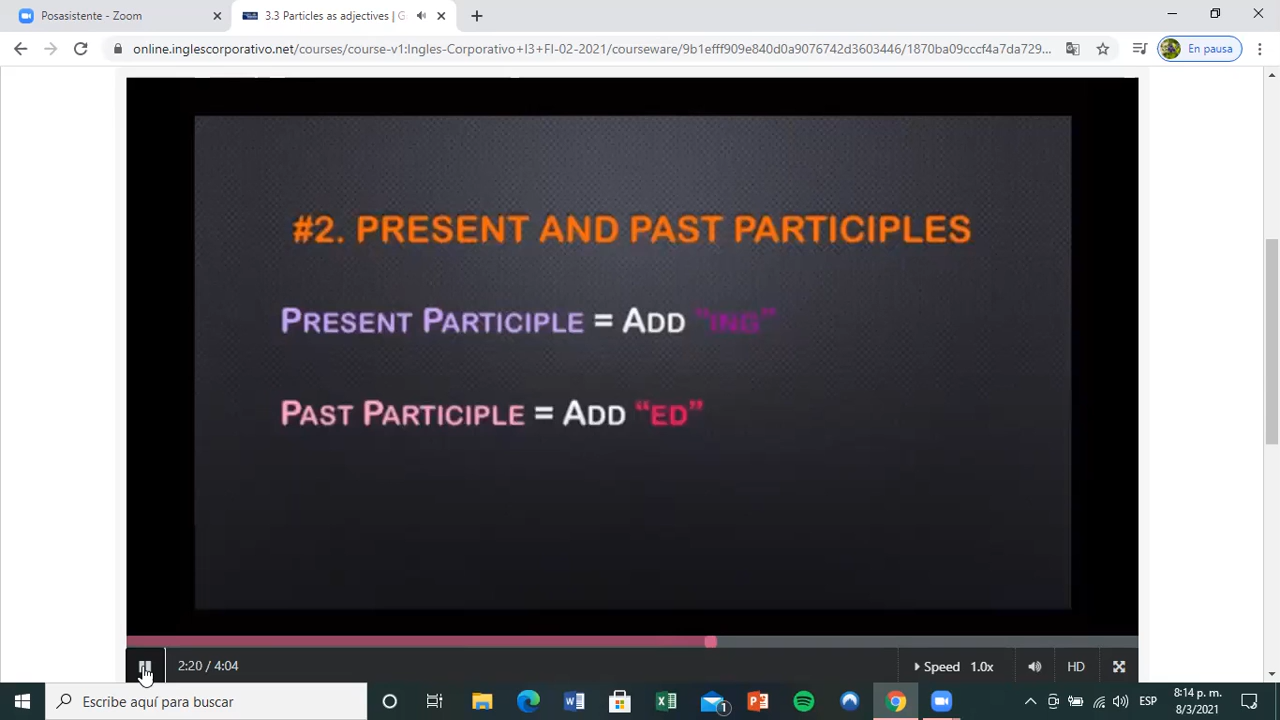 Posasistente - Zoom
3.3 Particles as adjectives | G
online.inglescorporativo.net/courses/course-v1:Ingles-Corporativo+I3+FI-02-2021/courseware/9b1efff909e840d0a9076742d3603446/1870ba09cccf4a7da729...
En pausa
#2. PRESENT AND PAST PARTICIPLES
PRESENT PARTICIPLE = ADD "ING"
PAST PARTICIPLE = ADD "ED"
2:20 / 4:04
Speed 1.0x
HD
Escribe aquí para buscar
1
ESP
8:14 p. m.
8/3/2021